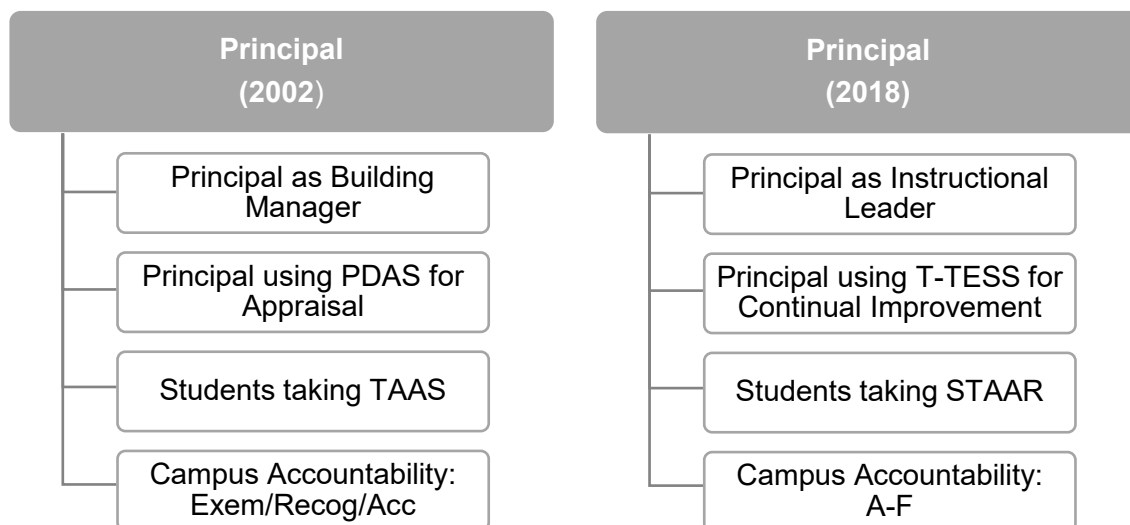 Principal
(2002)
Principal as Building
Manager
Principal using PDAS for
Appraisal
Students taking TAAS
Campus Accountability:
Exem/Recog/Acc
Principal
(2018)
Principal as Instructional
Leader
Principal using T-TESS for
Continual Improvement
Students taking STAAR
Campus Accountability:
A-F